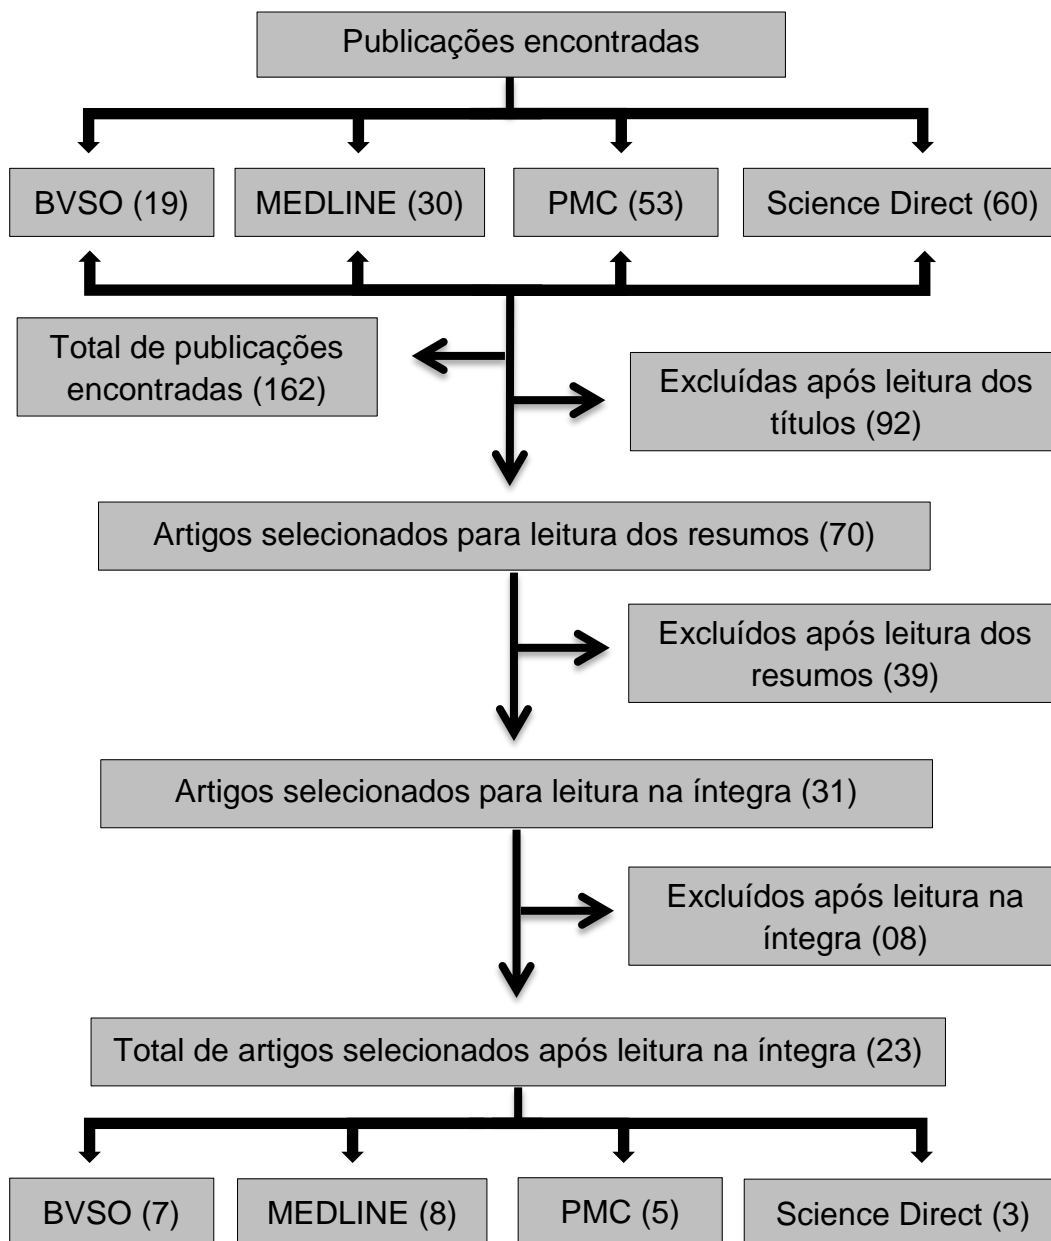 Publicações encontradas
BVSO (19)
MEDLINE (30)
PMC (53)
Science Direct (60)
Total de publicações
encontradas (162)
Excluídas após leitura dos
títulos (92)
Artigos selecionados para leitura dos resumos (70)
Excluídos após leitura dos
resumos (39)
Artigos selecionados para leitura na íntegra (31)
Excluídos após leitura na
íntegra (08)
Total de artigos selecionados após leitura na íntegra (23)
BVSO (7)
MEDLINE (8)
PMC (5)
Science Direct (3)